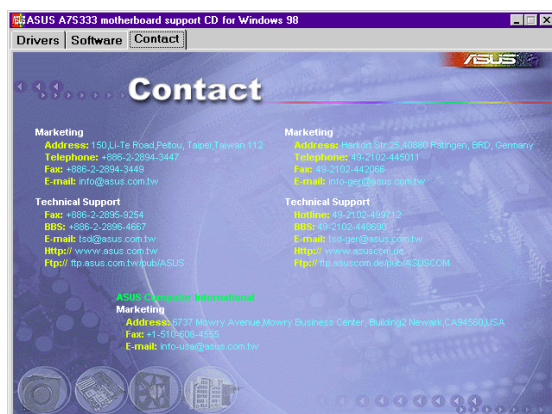 ASUS A7S333 motherboard support CD for Windows 98
Drivers Software Contact
ASUS
Contact
Marketing
Address: 150,Li-Te Road,Peitou, Taipei,Taiwan 112
Telephone: +886-2-2894-3447
Fax: +886-2-2894-3449
E-mail: info@asus.com.tw
Technical Support
Fax: +886-2-2895-9254
BBS: +886-2-2896-4667
E-mail: tsd@asus.com.tw
Http:// www.asus.com.tw
Ftp:// ftp.asus.com.tw/pub/ASUS
Marketing
Address: Harkort Str.25,40880 Ratingen, BRD, Germany
Telephone: 49-2102-445011
Fax: 49-2102-442066
E-mail: info-ger@asus.com.tw
Technical Support
Hotline: 49-2102-499712
BBS: 49-2102-448690
E-mail: tsd-ger@asus.com.tw
Http:// www.asuscom.de
Ftp:// ftp.asuscom.de/pub/ASUSCOM
ASUS Computer International
Marketing
Address: 6737 Mowry Avenue,Mowry Business Center, Building2 Newark,CA94560,USA
Fax: +1-510-608-4555
E-mail: info-usa@asus.com.tw